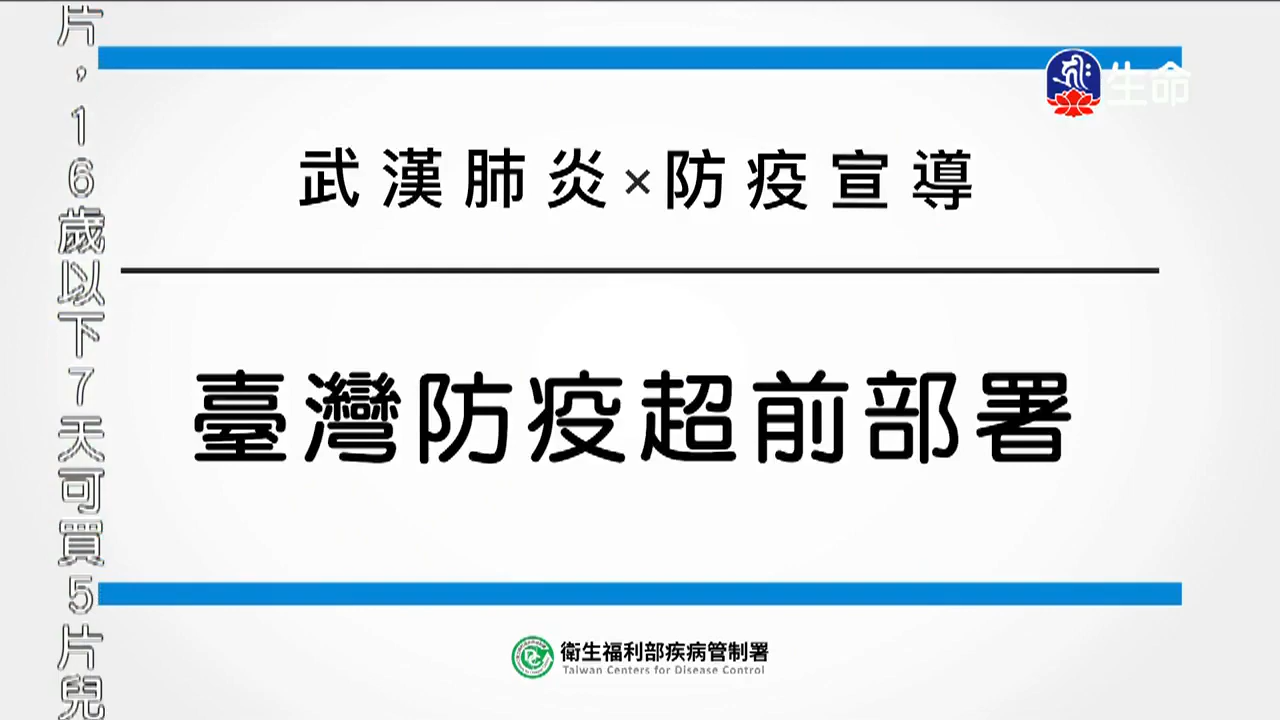 片，16歲以下7天可買5片兒
生命
武漢肺炎×防疫宣導
臺灣防疫超前部署
衛生福利部疾病管制署
Taiwan Centers for Disease Control